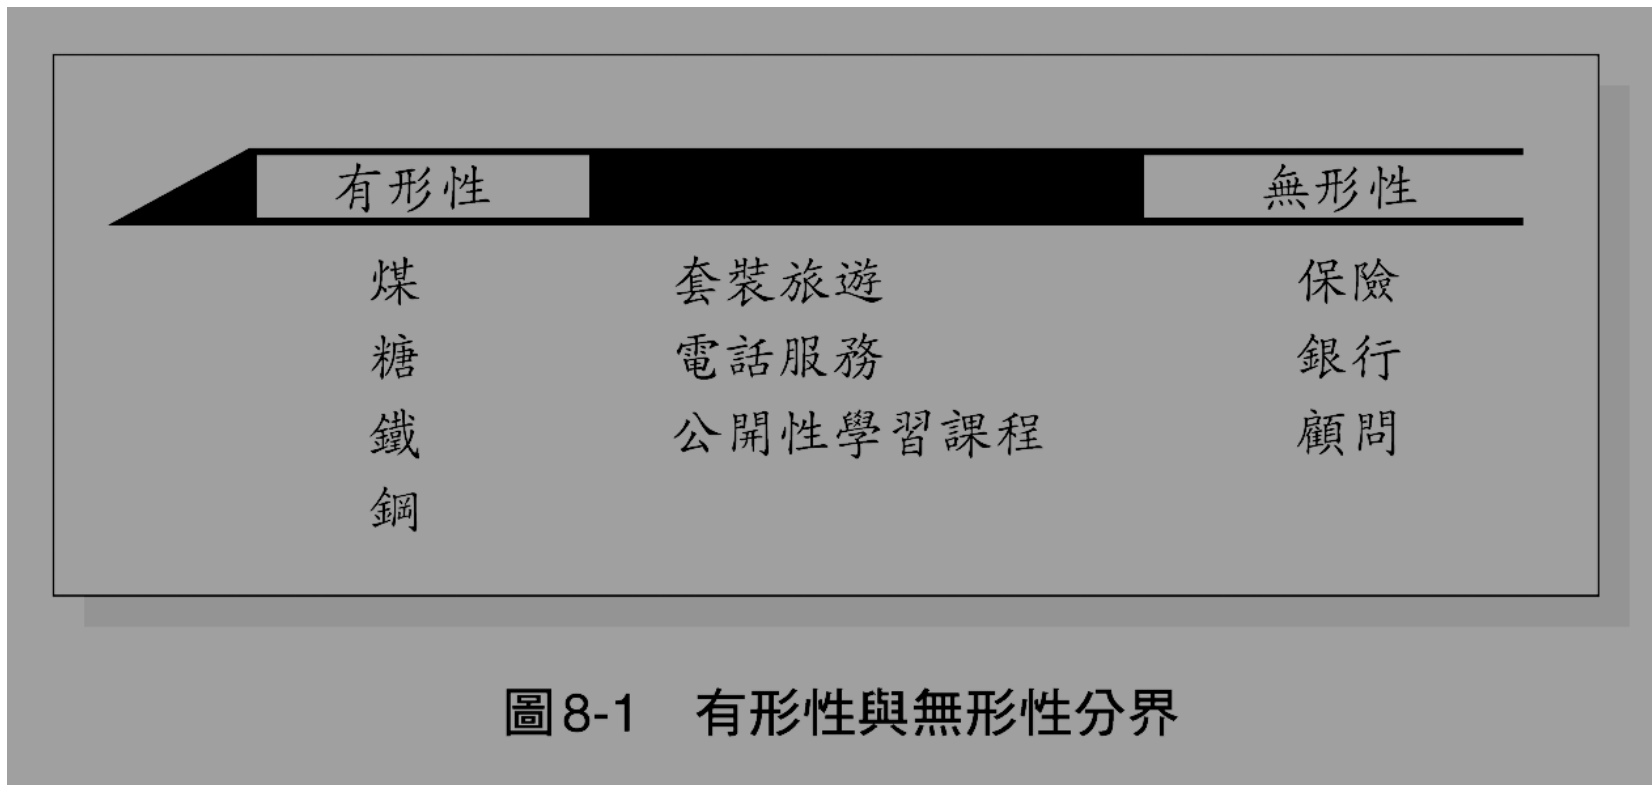 有形性 無形性
煤 套裝旅遊 保險
糖 電話服務 銀行
鐵 公開性學習課程 顧問
鋼
圖8-1 有形性與無形性分界